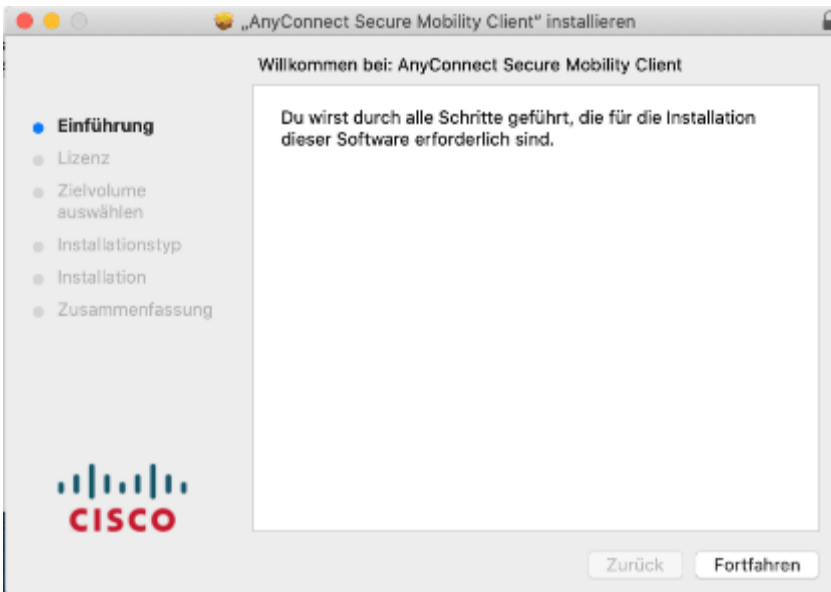 „AnyConnect Secure Mobility Client“ installieren
Willkommen bei: AnyConnect Secure Mobility Client
Einführung
Lizenz
Zielvolume
auswählen
Installationstyp
Installation
Zusammenfassung
Du wirst durch alle Schritte geführt, die für die Installation
dieser Software erforderlich sind.
CISCO
Zurück
Fortfahren